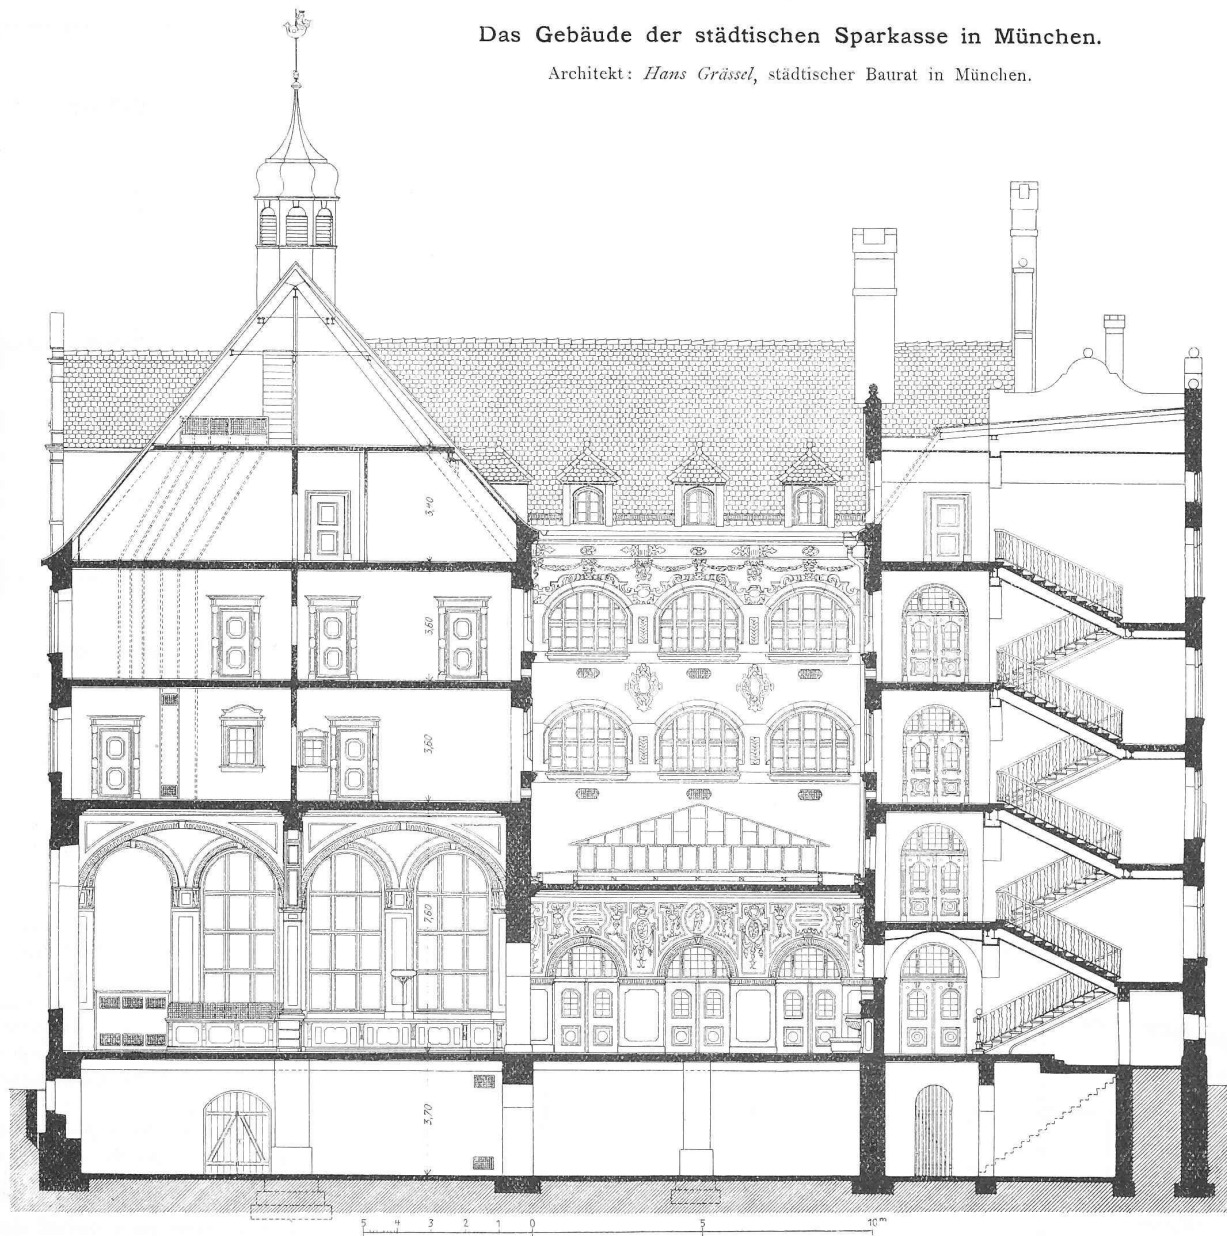 Das Gebäude der städtischen Sparkasse in München.
Architekt: Hans Grässel, städtischer Baurat in München.
3,40
3,60
3,60
7,60
3,70
5 4 3 2 1 0 5 10 m